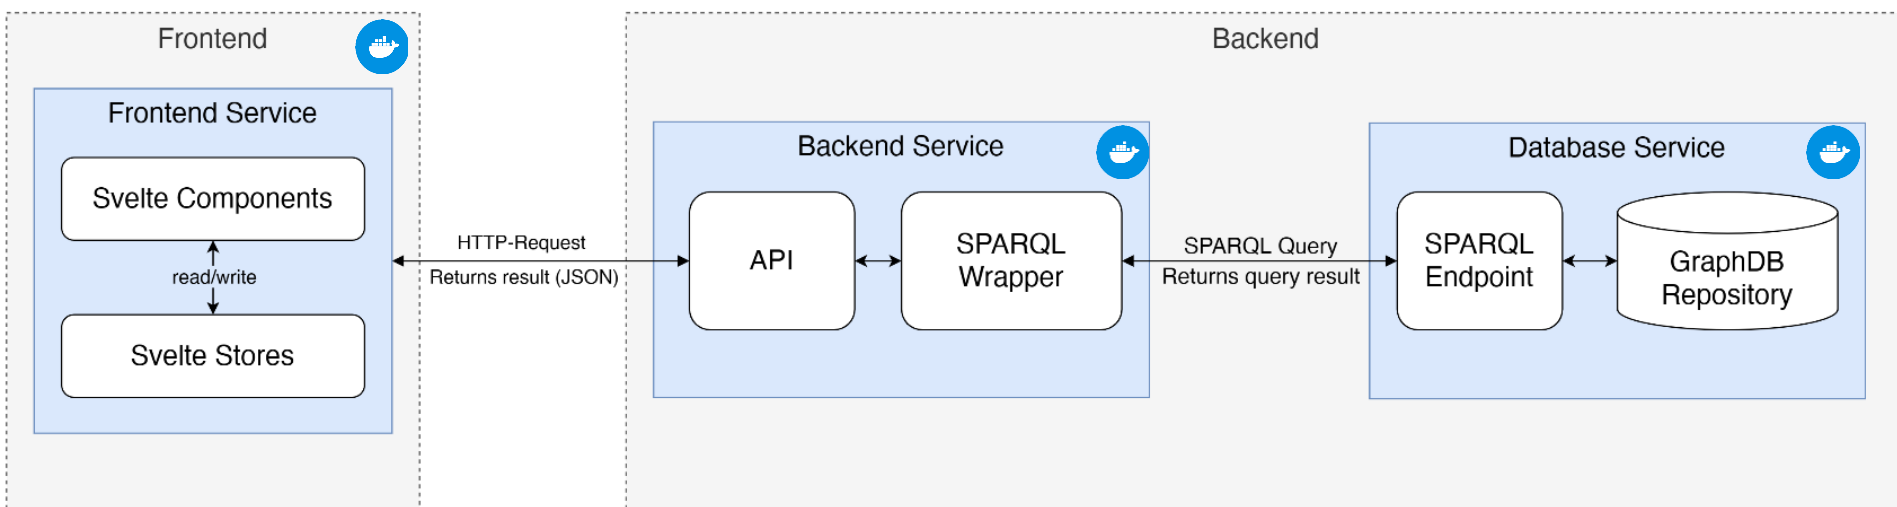 Frontend
Frontend Service
Svelte Components
read/write
Svelte Stores
HTTP-Request
Returns result (JSON)
Backend
Backend Service
API
SPARQL
Wrapper
SPARQL Query
Returns query result
Database Service
SPARQL
Endpoint
GraphDB
Repository